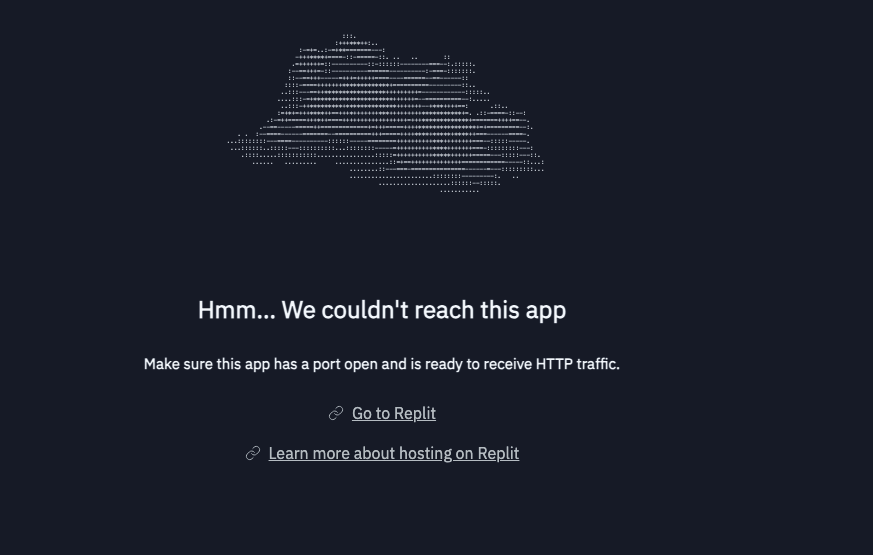 Hmm... We couldn't reach this app
Make sure this app has a port open and is ready to receive HTTP traffic.
Go to Replit
Learn more about hosting on Replit